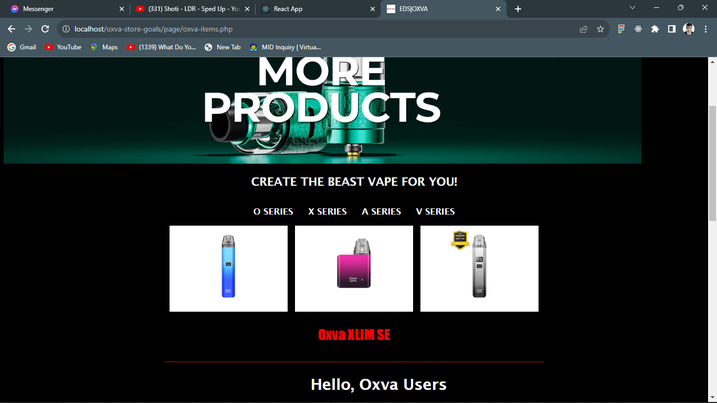 Messenger
(331) Shoti - LDR - Sped Up - You
React App
EDSJOXVA
localhost/oxva-store-goals/page/oxva-items.php
Gmail
YouTube
Maps
(1339) What Do Yo...
New Tab
MID Inquiry | Virtua...
MORE
PRODUCTS
CREATE THE BEAST VAPE FOR YOU!
O SERIES X SERIES A SERIES V SERIES
Oxva XLIM SE
Hello, Oxva Users